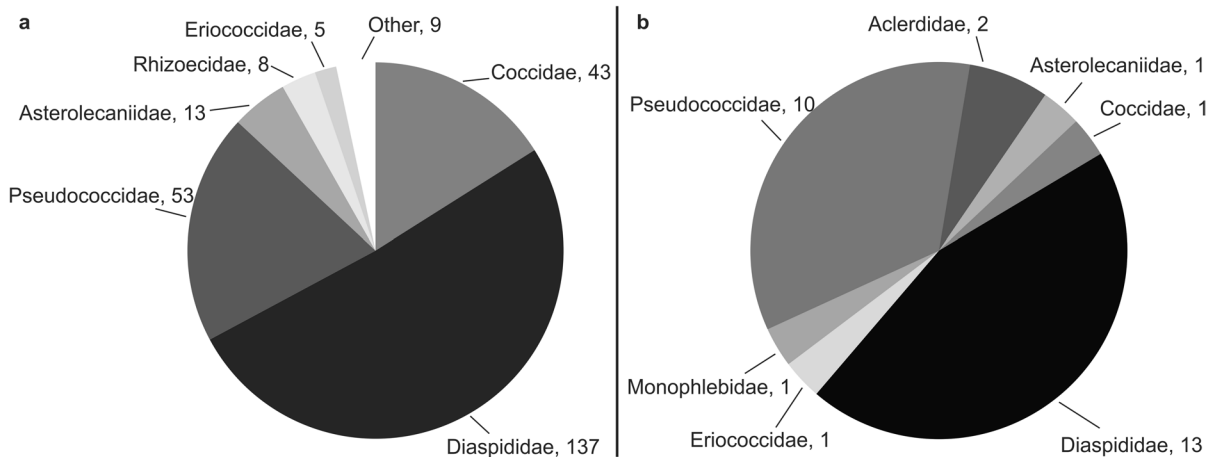 a
Eriococcidae, 5
Other, 9
Rhizoecidae, 8
Coccidae, 43
Asterolecaniidae, 13
Pseudococcidae, 53
Diaspididae, 137
b
Aclerdidae, 2
Asterolecaniidae, 1
Pseudococcidae, 10
Coccidae, 1
Monophlebidae, 1
Eriococcidae, 1
Diaspididae, 13